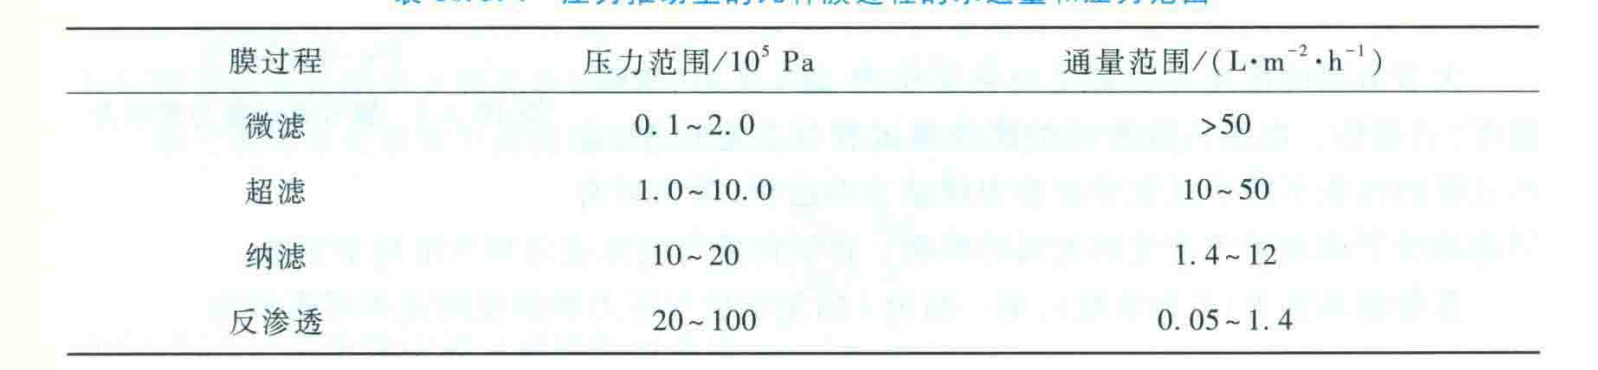 膜过程 压力范围/10⁵ Pa 通量范围/(L·m⁻²·h⁻¹)
微滤 0.1~2.0 >50
超滤 1.0~10.0 10~50
纳滤 10~20 1.4~12
反渗透 20~100 0.05~1.4